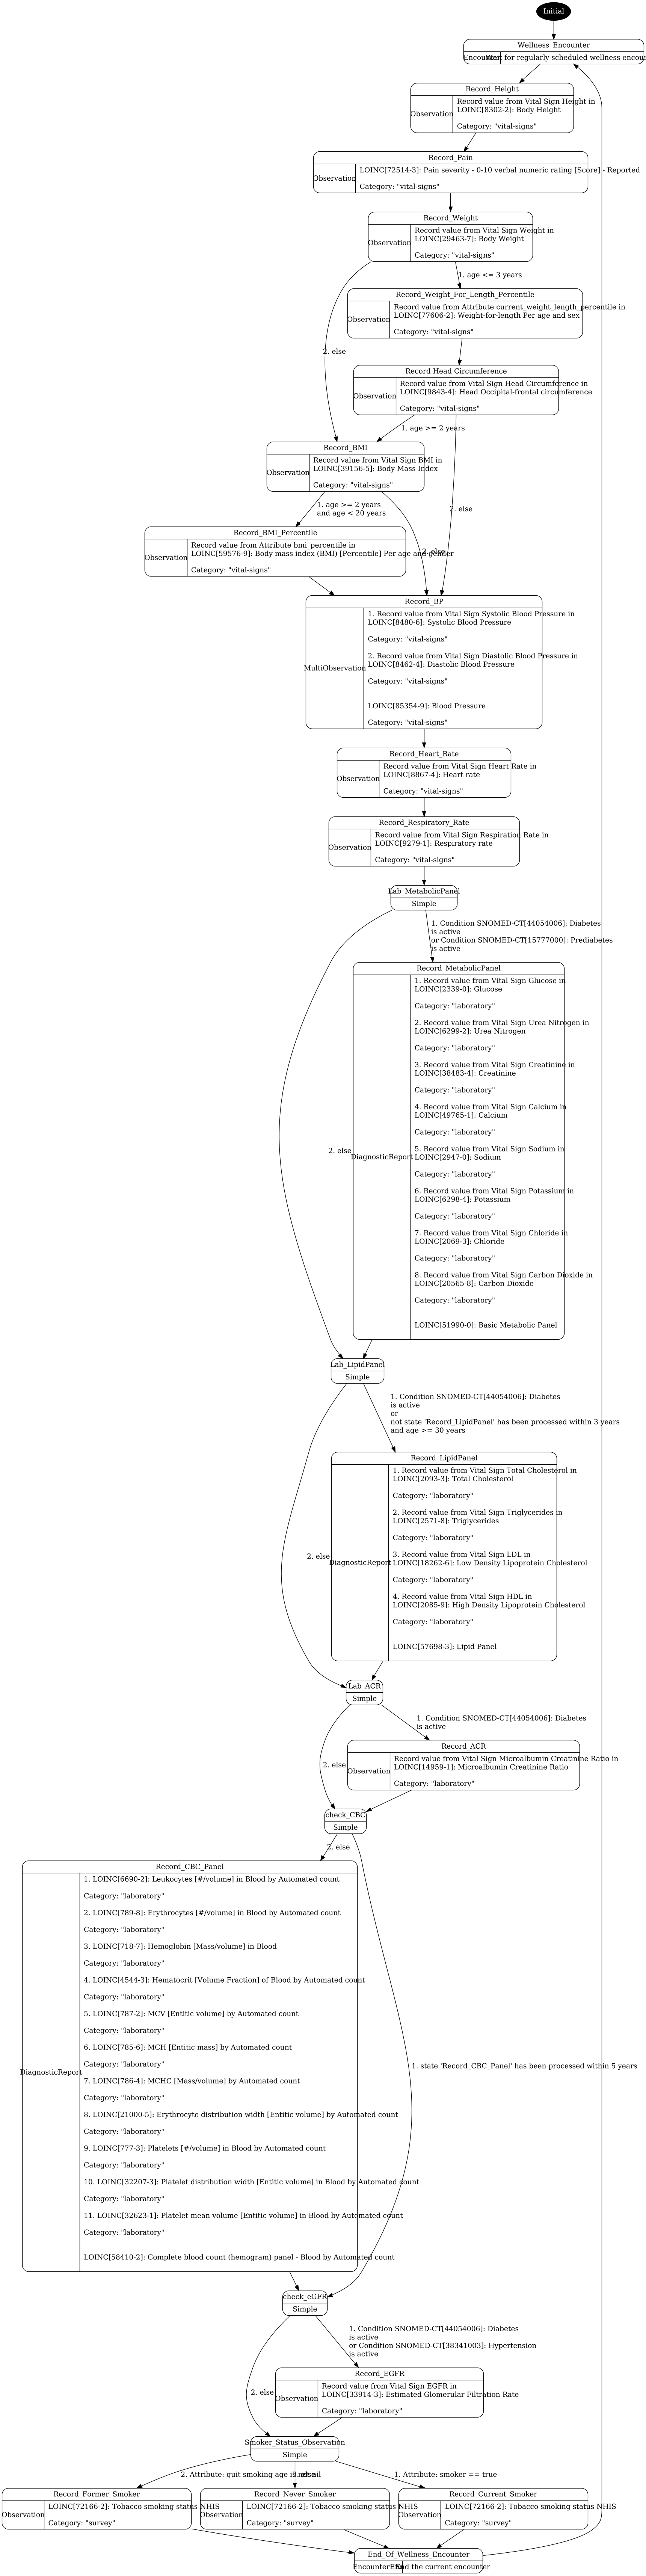 Initial
Wellness_Encounter
Encounter
Wait for regularly scheduled wellness encoun
Record_Height
Observation
Record value from Vital Sign Height in
LOINC[8302-2]: Body Height
Category: "vital-signs"
Record_Pain
Observation
LOINC[72514-3]: Pain severity - 0-10 verbal numeric rating [Score] - Reported
Category: "vital-signs"
Record_Weight
Observation
Record value from Vital Sign Weight in
LOINC[29463-7]: Body Weight
Category: "vital-signs"
1. age <= 3 years
Record_Weight_For_Length_Percentile
Observation
Record value from Attribute current_weight_length_percentile in
LOINC[77606-2]: Weight-for-length Per age and sex
Category: "vital-signs"
2. else
Record Head Circumference
Observation
Record value from Vital Sign Head Circumference in
LOINC[9843-4]: Head Occipital-frontal circumference
Category: "vital-signs"
1. age >= 2 years
Record_BMI
Observation
Record value from Vital Sign BMI in
LOINC[39156-5]: Body Mass Index
Category: "vital-signs"
1. age >= 2 years
and age < 20 years
2. else
Record_BMI_Percentile
Observation
Record value from Attribute bmi_percentile in
LOINC[59576-9]: Body mass index (BMI) [Percentile] Per age and gender
Category: "vital-signs"
2. else
Record_BP
MultiObservation
1. Record value from Vital Sign Systolic Blood Pressure in
LOINC[8480-6]: Systolic Blood Pressure
Category: "vital-signs"
2. Record value from Vital Sign Diastolic Blood Pressure in
LOINC[8462-4]: Diastolic Blood Pressure
Category: "vital-signs"
LOINC[85354-9]: Blood Pressure
Category: "vital-signs"
Record_Heart_Rate
Observation
Record value from Vital Sign Heart Rate in
LOINC[8867-4]: Heart rate
Category: "vital-signs"
Record_Respiratory_Rate
Observation
Record value from Vital Sign Respiration Rate in
LOINC[9279-1]: Respiratory rate
Category: "vital-signs"
Lab_MetabolicPanel
Simple
1. Condition SNOMED-CT[44054006]: Diabetes
is active
or Condition SNOMED-CT[15777000]: Prediabetes
is active
Record_MetabolicPanel
DiagnosticReport
1. Record value from Vital Sign Glucose in
LOINC[2339-0]: Glucose
Category: "laboratory"
2. Record value from Vital Sign Urea Nitrogen in
LOINC[6299-2]: Urea Nitrogen
Category: "laboratory"
3. Record value from Vital Sign Creatinine in
LOINC[38483-4]: Creatinine
Category: "laboratory"
4. Record value from Vital Sign Calcium in
LOINC[49765-1]: Calcium
Category: "laboratory"
5. Record value from Vital Sign Sodium in
LOINC[2947-0]: Sodium
Category: "laboratory"
6. Record value from Vital Sign Potassium in
LOINC[6298-4]: Potassium
Category: "laboratory"
7. Record value from Vital Sign Chloride in
LOINC[2069-3]: Chloride
Category: "laboratory"
8. Record value from Vital Sign Carbon Dioxide in
LOINC[20565-8]: Carbon Dioxide
Category: "laboratory"
LOINC[51990-0]: Basic Metabolic Panel
2. else
Lab_LipidPanel
Simple
1. Condition SNOMED-CT[44054006]: Diabetes
is active
or
not state 'Record_LipidPanel' has been processed within 3 years
and age >= 30 years
Record_LipidPanel
DiagnosticReport
1. Record value from Vital Sign Total Cholesterol in
LOINC[2093-3]: Total Cholesterol
Category: "laboratory"
2. Record value from Vital Sign Triglycerides in
LOINC[2571-8]: Triglycerides
Category: "laboratory"
3. Record value from Vital Sign LDL in
LOINC[18262-6]: Low Density Lipoprotein Cholesterol
Category: "laboratory"
4. Record value from Vital Sign HDL in
LOINC[2085-9]: High Density Lipoprotein Cholesterol
Category: "laboratory"
LOINC[57698-3]: Lipid Panel
2. else
Lab_ACR
Simple
1. Condition SNOMED-CT[44054006]: Diabetes
is active
Record_ACR
Observation
Record value from Vital Sign Microalbumin Creatinine Ratio in
LOINC[14959-1]: Microalbumin Creatinine Ratio
Category: "laboratory"
2. else
check_CBC
Simple
2. else
Record_CBC_Panel
DiagnosticReport
1. LOINC[6690-2]: Leukocytes [#/volume] in Blood by Automated count
Category: "laboratory"
2. LOINC[789-8]: Erythrocytes [#/volume] in Blood by Automated count
Category: "laboratory"
3. LOINC[718-7]: Hemoglobin [Mass/volume] in Blood
Category: "laboratory"
4. LOINC[4544-3]: Hematocrit [Volume Fraction] of Blood by Automated count
Category: "laboratory"
5. LOINC[787-2]: MCV [Entitic volume] by Automated count
Category: "laboratory"
6. LOINC[785-6]: MCH [Entitic mass] by Automated count
Category: "laboratory"
7. LOINC[786-4]: MCHC [Mass/volume] by Automated count
Category: "laboratory"
8. LOINC[21000-5]: Erythrocyte distribution width [Entitic volume] by Automated count
Category: "laboratory"
9. LOINC[777-3]: Platelets [#/volume] in Blood by Automated count
Category: "laboratory"
10. LOINC[32207-3]: Platelet distribution width [Entitic volume] in Blood by Automated count
Category: "laboratory"
11. LOINC[32623-1]: Platelet mean volume [Entitic volume] in Blood by Automated count
Category: "laboratory"
LOINC[58410-2]: Complete blood count (hemogram) panel - Blood by Automated count
1. state 'Record_CBC_Panel' has been processed within 5 years
check_eGFR
Simple
1. Condition SNOMED-CT[44054006]: Diabetes
is active
or Condition SNOMED-CT[38341003]: Hypertension
is active
Record_EGFR
Observation
Record value from Vital Sign EGFR in
LOINC[33914-3]: Estimated Glomerular Filtration Rate
Category: "laboratory"
2. else
Smoker_Status_Observation
Simple
2. Attribute: quit smoking age is not nil
3. else
1. Attribute: smoker == true
Record_Former_Smoker
Observation
LOINC[72166-2]: Tobacco smoking status NHIS
Category: "survey"
Record_Never_Smoker
Observation
LOINC[72166-2]: Tobacco smoking status NHIS
Category: "survey"
Record_Current_Smoker
Observation
LOINC[72166-2]: Tobacco smoking status NHIS
Category: "survey"
End_Of_Wellness_Encounter
EncounterEnd
End the current encounter